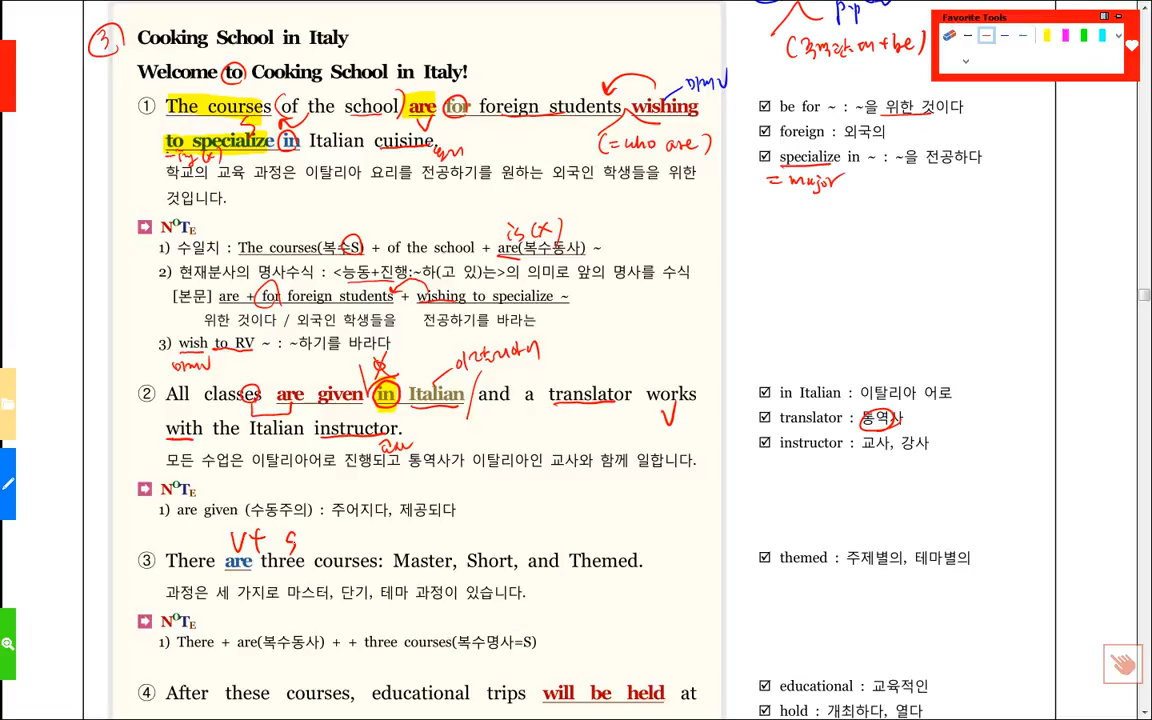 p.p
Favorite Tools
③
Cooking School in Italy
Welcome to Cooking School in Italy!
① The courses of the school are for foreign students wishing
to specialize in Italian cuisine.
(= who are)
S
V
학교의 교육 과정은 이탈리아 요리를 전공하기를 원하는 외국인 학생들을 위한
것입니다.
☑ be for ~ : ~을 위한 것이다
☑ foreign : 외국의
☑ specialize in ~ : ~을 전공하다
= major
NOTE
is (X)
1) 수일치 : The courses(복수S) + of the school + are(복수동사) ~
2) 현재분사의 명사수식 : <능동+진행:~하(고 있)는>의 의미로 앞의 명사를 수식
[본문] are + for foreign students + wishing to specialize ~
위한 것이다 / 외국인 학생들을 전공하기를 바라는
3) wish to RV ~ : ~하기를 바라다
② All classes are given in Italian and a translator works
V
with the Italian instructor.
모든 수업은 이탈리아어로 진행되고 통역사가 이탈리아인 교사와 함께 일합니다.
☑ in Italian : 이탈리아 어로
☑ translator : 통역사
☑ instructor : 교사, 강사
NOTE
1) are given (수동주의) : 주어지다, 제공되다
V + S
③ There are three courses: Master, Short, and Themed.
과정은 세 가지로 마스터, 단기, 테마 과정이 있습니다.
☑ themed : 주제별의, 테마별의
NOTE
1) There + are(복수동사) + + three courses(복수명사=S)
④ After these courses, educational trips will be held at
☑ educational : 교육적인
☑ hold : 개최하다, 열다